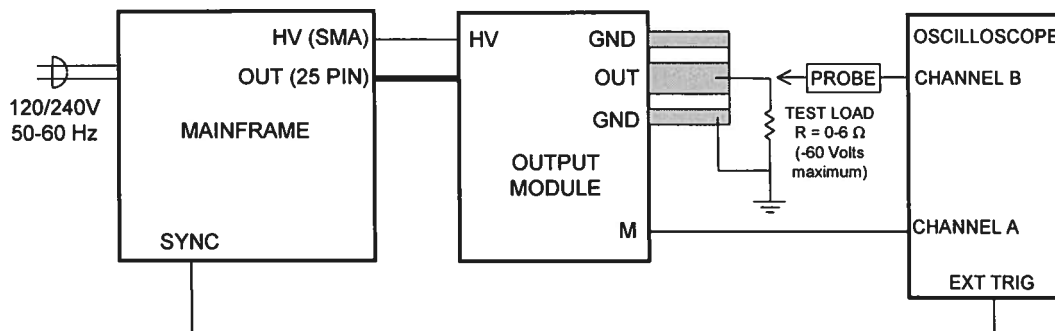 120/240V
50-60 Hz
HV (SMA)
OUT (25 PIN)
MAINFRAME
SYNC
HV
GND
OUT
GND
OUTPUT
MODULE
M
PROBE
TEST LOAD
R = 0-6 Ω
(-60 Volts
maximum)
OSCILLOSCOPE
CHANNEL B
CHANNEL A
EXT TRIG